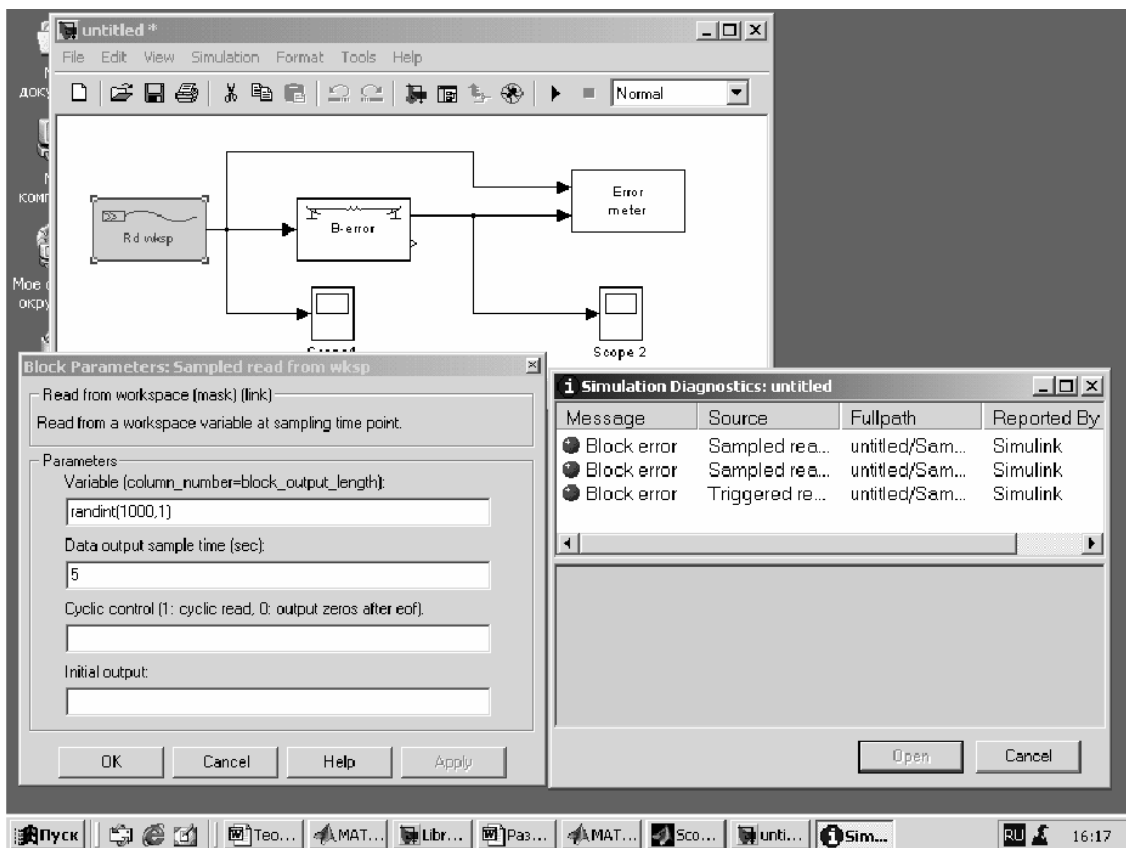 untitled *
File Edit View Simulation Format Tools Help
Normal
Rd wksp
B-error
Error
meter
Scope 2
Мое
окру
Block Parameters: Sampled read from wksp
Read from workspace (mask) (link)
Read from a workspace variable at sampling time point.
Parameters
Variable (column_number=block_output_length):
randint(1000,1)
Data output sample time (sec):
5
Cyclic control (1: cyclic read, 0: output zeros after eof).
Initial output:
OK Cancel Help Apply
Simulation Diagnostics: untitled
Message Source Fullpath Reported By
Block error Sampled rea... untitled/Sam... Simulink
Block error Sampled rea... untitled/Sam... Simulink
Block error Triggered re... untitled/Sam... Simulink
Open Cancel
Пуск Тео... MAT... Libr... Раз... MAT... Sco... unti... Sim... RU 16:17